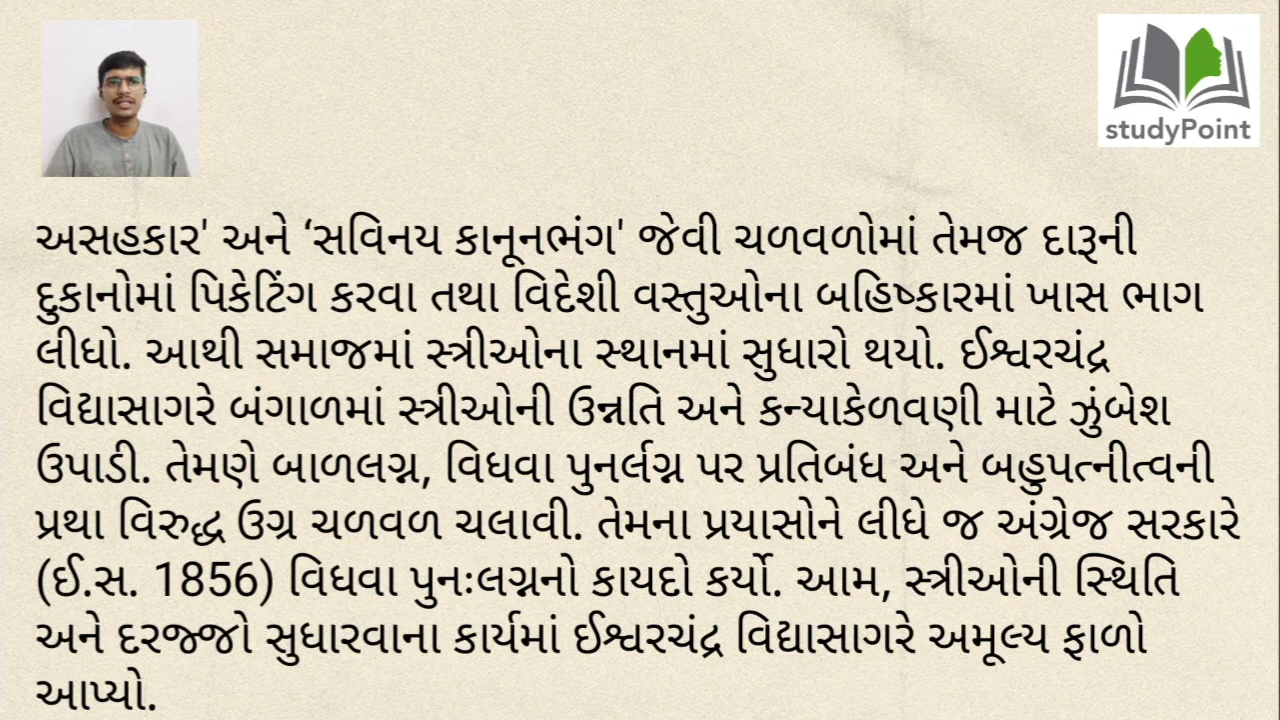 studyPoint
અસહકાર' અને ‘સવિનય કાનૂનભંગ' જેવી ચળવળોમાં તેમજ દારૂની
દુકાનોમાં પિકેટિંગ કરવા તથા વિદેશી વસ્તુઓના બહિષ્કારમાં ખાસ ભાગ
લીધો. આથી સમાજમાં સ્ત્રીઓના સ્થાનમાં સુધારો થયો. ઈશ્વરચંદ્ર
વિદ્યાસાગરે બંગાળમાં સ્ત્રીઓની ઉન્નતિ અને કન્યાકેળવણી માટે ઝુંબેશ
ઉપાડી. તેમણે બાળલગ્ન, વિધવા પુનર્લગ્ન પર પ્રતિબંધ અને બહુપત્નીત્વની
પ્રથા વિરુદ્ધ ઉગ્ર ચળવળ ચલાવી. તેમના પ્રયાસોને લીધે જ અંગ્રેજ સરકારે
(ઈ.સ. 1856) વિધવા પુનઃલગ્નનો કાયદો કર્યો. આમ, સ્ત્રીઓની સ્થિતિ
અને દરજ્જો સુધારવાના કાર્યમાં ઈશ્વરચંદ્ર વિદ્યાસાગરે અમૂલ્ય ફાળો
આપ્યો.